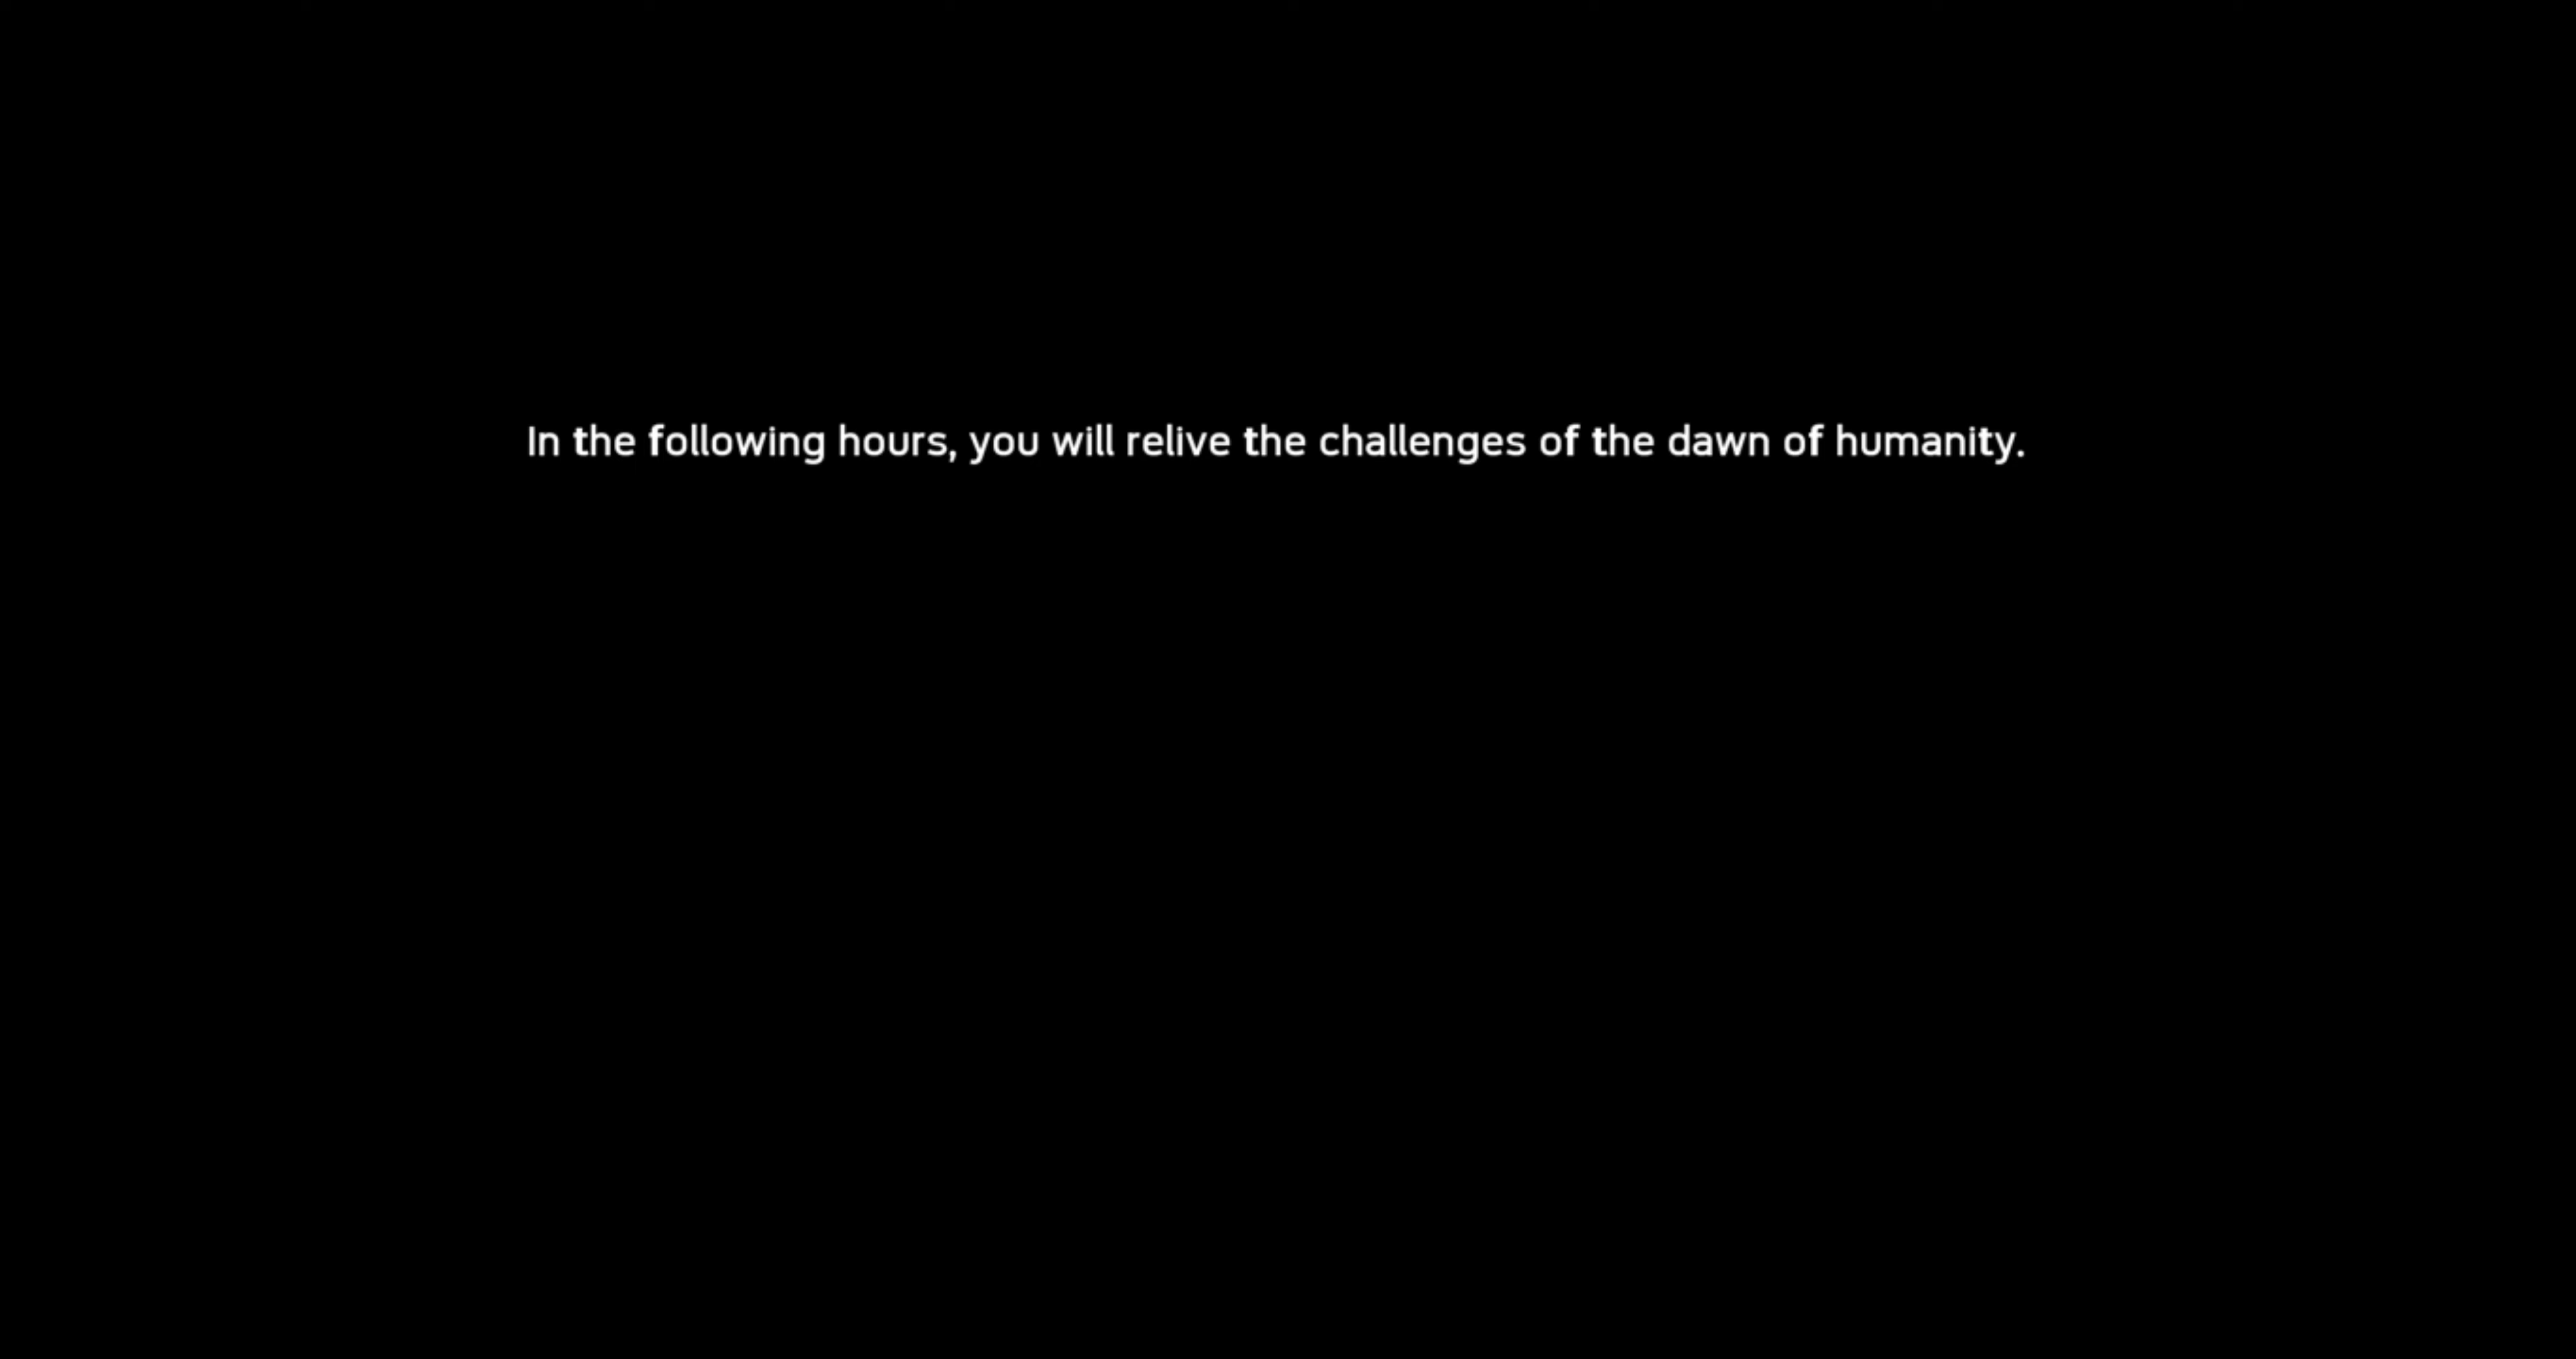 In the following hours, you will relive the challenges of the dawn of humanity.